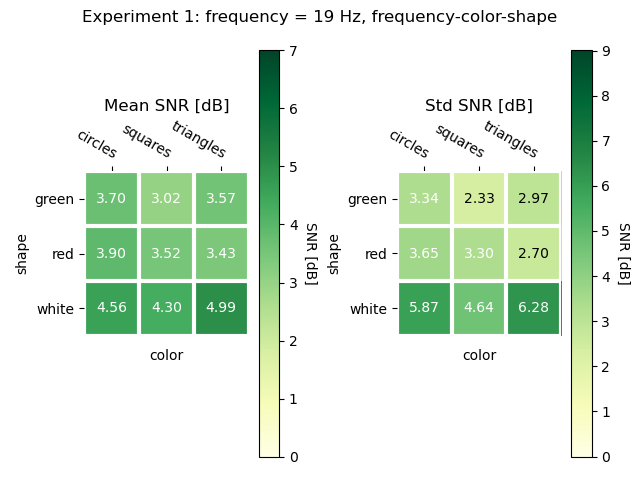 Experiment 1: frequency = 19 Hz, frequency-color-shape
Mean SNR [dB]
circles squares triangles
green 3.70 3.02 3.57
red 3.90 3.52 3.43
white 4.56 4.30 4.99
shape
color
7
6
5
4
3
2
1
0
SNR [dB]
Std SNR [dB]
circles squares triangles
green 3.34 2.33 2.97
red 3.65 3.30 2.70
white 5.87 4.64 6.28
shape
color
9
8
7
6
5
4
3
2
1
0
SNR [dB]